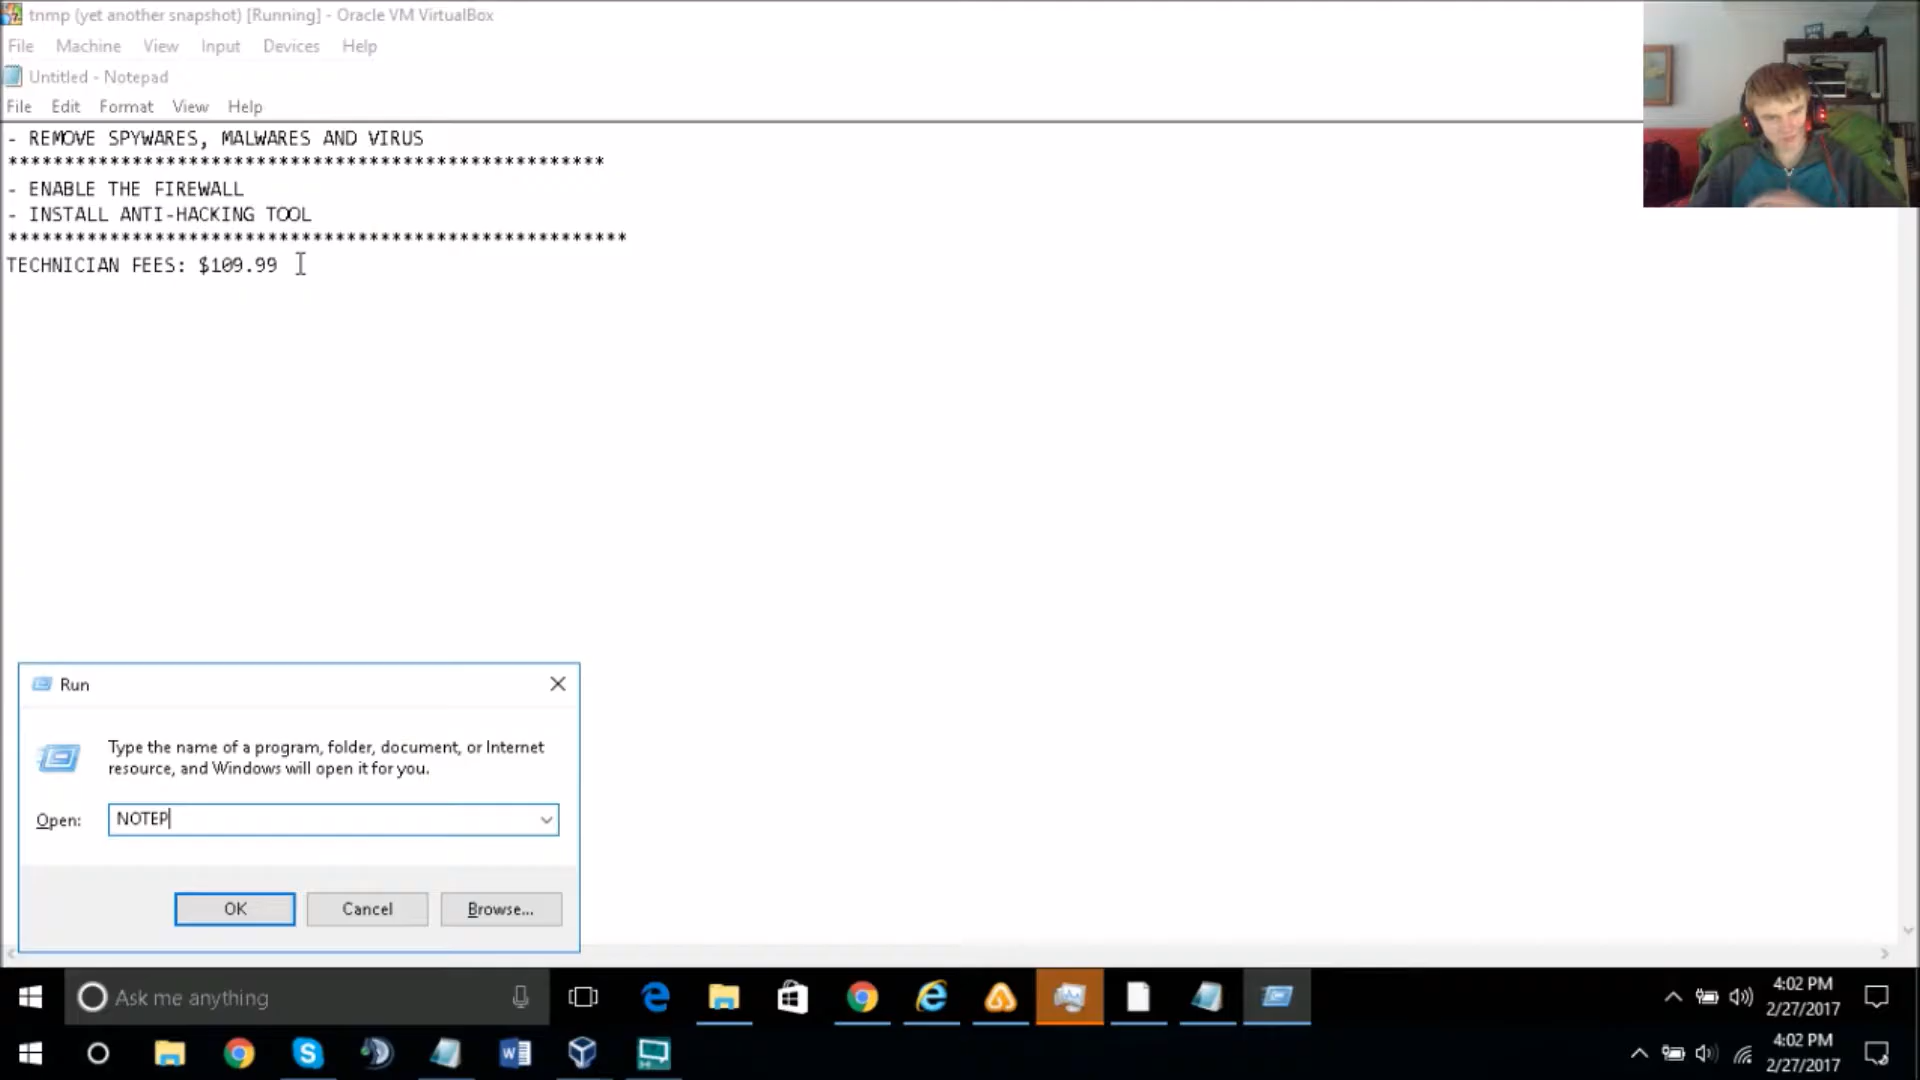 tnmp (yet another snapshot) [Running] - Oracle VM VirtualBox
File Machine View Input Devices Help
Untitled - Notepad
File Edit Format View Help
- REMOVE SPYWARES, MALWARES AND VIRUS
*****************************************************
- ENABLE THE FIREWALL
- INSTALL ANTI-HACKING TOOL
*******************************************************
TECHNICIAN FEES: $109.99
Run
Type the name of a program, folder, document, or Internet
resource, and Windows will open it for you.
Open: NOTEP
OK Cancel Browse...
Ask me anything
4:02 PM
2/27/2017
4:02 PM
2/27/2017